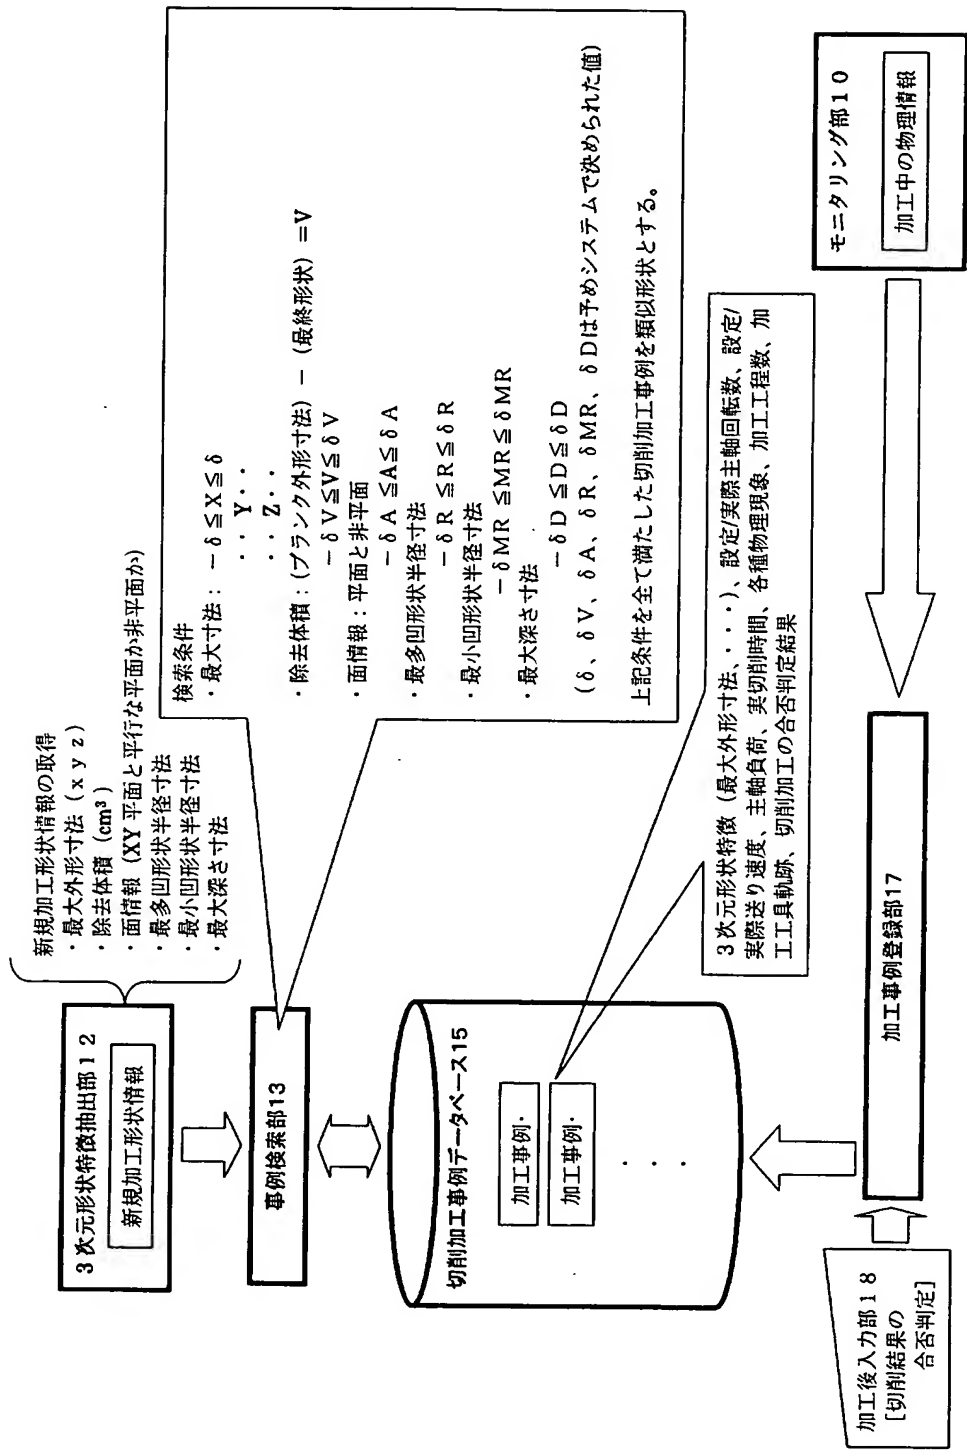 3次元形状特徴抽出部12
新規加工形状情報
新規加工形状情報の取得
・最大外形寸法(xyz)
・除去体積(cm³)
・面情報(XY平面と平行な平面か非平面か)
・最多凹形状半径寸法
・最小凹形状半径寸法
・最大深さ寸法
事例検索部13
検索条件
・最大寸法:-δ≦X≦δ
・・Y・・
・・Z・・
・除去体積:(ブランク外形寸法)-(最終形状)=V
-δV≦V≦δV
・面情報:平面と非平面
-δA≦A≦δA
・最多凹形状半径寸法
-δR≦R≦δR
・最小凹形状半径寸法
-δMR≦MR≦δMR
・最大深さ寸法
-δD≦D≦δD
(δ、δV、δA、δR、δMR、δDは予めシステムで決められた値)
上記条件を全て満たした切削加工事例を類似形状とする。
切削加工事例データベース15
加工事例・
加工事例・
・・・
3次元形状特徴(最大外形寸法、・・・)、設定/実際主軸回転数、設定/
実際送り速度、主軸負荷、実切削時間、各種物理現象、加工工程数、加
工工具軌跡、切削加工の合否判定結果
加工後入力部18
[切削結果の
合否判定]
加工事例登録部17
モニタリング部10
加工中の物理情報